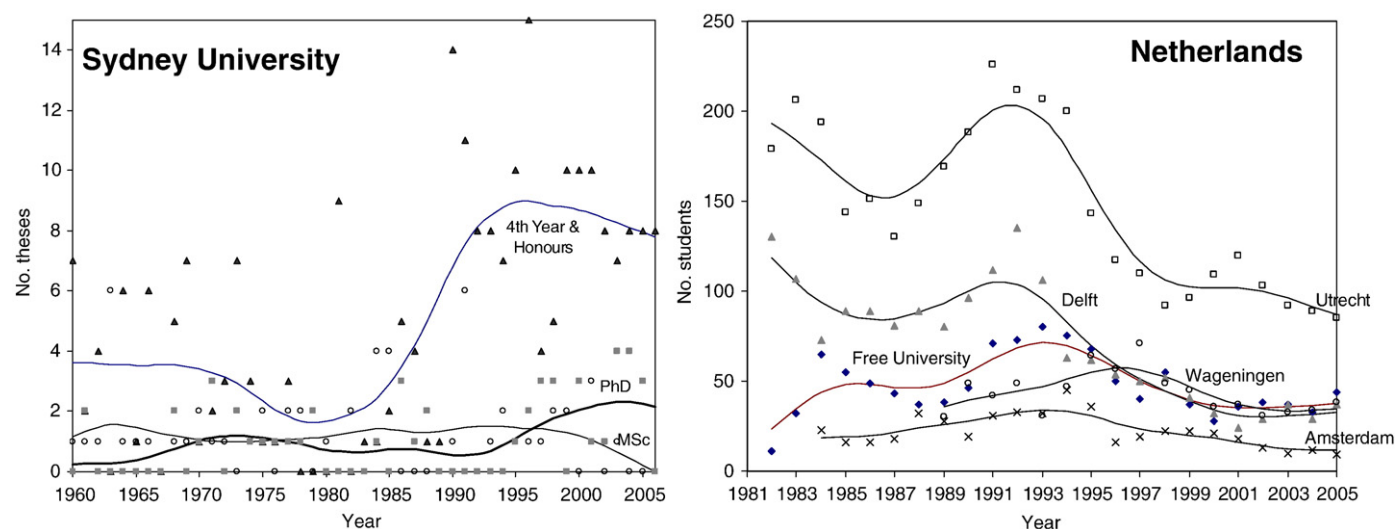 Sydney University
14
12
10
8
6
4
2
0
No. theses
4th Year &
Honours
PhD
MSc
1960 1965 1970 1975 1980 1985 1990 1995 2000 2005
Year
Netherlands
250
200
150
100
50
0
No. students
Utrecht
Delft
Free University
Wageningen
Amsterdam
1981 1983 1985 1987 1989 1991 1993 1995 1997 1999 2001 2003 2005
Year